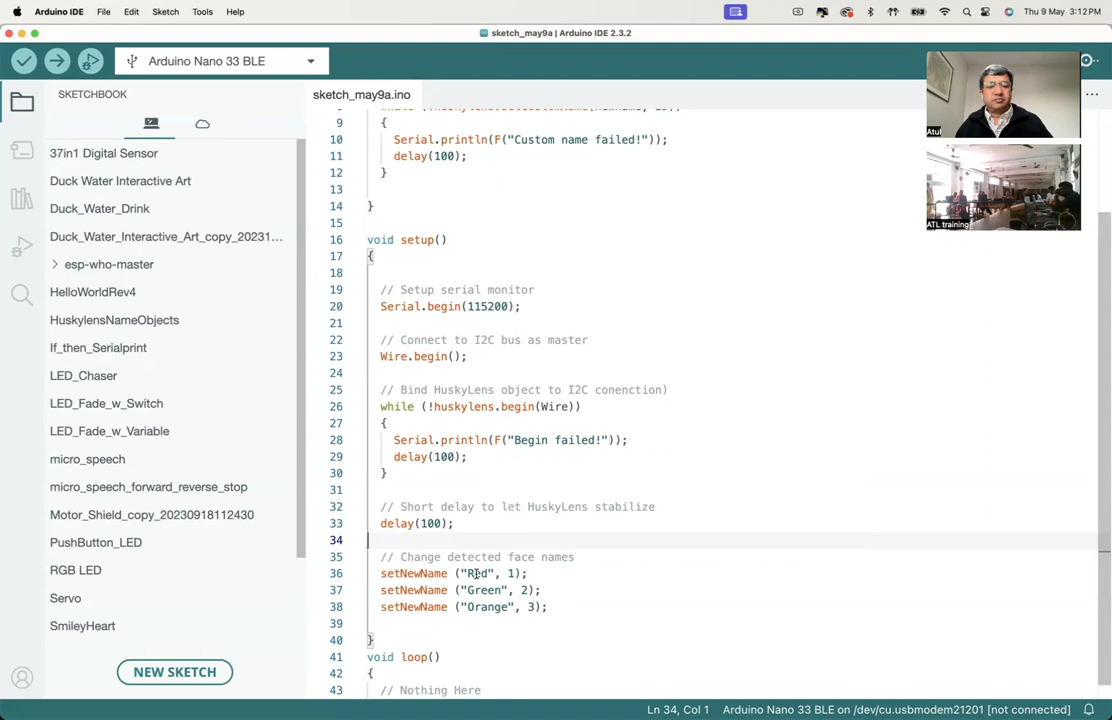 Arduino IDE File Edit Sketch Tools Help Thu 9 May 3:12 PM
sketch_may9a | Arduino IDE 2.3.2
Arduino Nano 33 BLE
SKETCHBOOK
37in1 Digital Sensor
Duck Water Interactive Art
Duck_Water_Drink
Duck_Water_Interactive_Art_copy_20231...
esp-who-master
HelloWorldRev4
HuskylensNameObjects
If_then_Serialprint
LED_Chaser
LED_Fade_w_Switch
LED_Fade_w_Variable
micro_speech
micro_speech_forward_reverse_stop
Motor_Shield_copy_20230918112430
PushButton_LED
RGB LED
Servo
SmileyHeart
NEW SKETCH
sketch_may9a.ino
9 {
10 Serial.println(F("Custom name failed!"));
11 delay(100);
12 }
13
14 }
15
16 void setup()
17 {
18
19 // Setup serial monitor
20 Serial.begin(115200);
21
22 // Connect to I2C bus as master
23 Wire.begin();
24
25 // Bind HuskyLens object to I2C conenction)
26 while (!huskylens.begin(Wire))
27 {
28 Serial.println(F("Begin failed!"));
29 delay(100);
30 }
31
32 // Short delay to let HuskyLens stabilize
33 delay(100);
34
35 // Change detected face names
36 setNewName ("Red", 1);
37 setNewName ("Green", 2);
38 setNewName ("Orange", 3);
39
40 }
41 void loop()
42 {
43 // Nothing Here
Atul
ATL training
Ln 34, Col 1 Arduino Nano 33 BLE on /dev/cu.usbmodem21201 [not connected]